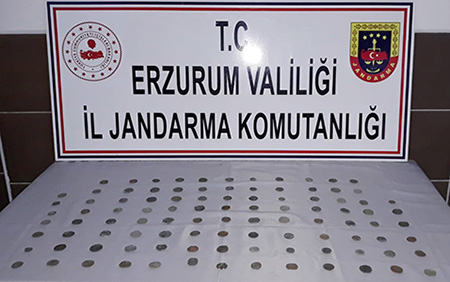 T.C.
ERZURUM VALİLİĞİ
İL JANDARMA KOMUTANLIĞI
JANDARMA